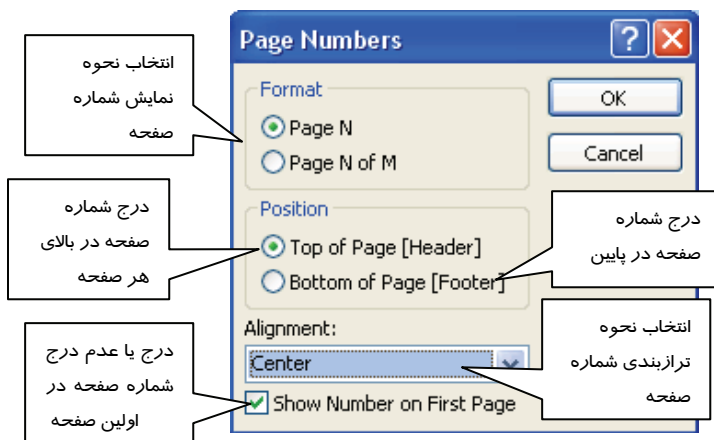 Page Numbers
انتخاب نحوه
نمایش شماره
صفحه
Format
Page N
Page N of M
OK
Cancel
درج شماره
صفحه در بالای
هر صفحه
Position
Top of Page [Header]
Bottom of Page [Footer]
درج شماره
صفحه در پایین
Alignment:
Center
انتخاب نحوه
ترازبندی شماره
صفحه
درج یا عدم درج
شماره صفحه در
اولین صفحه
Show Number on First Page